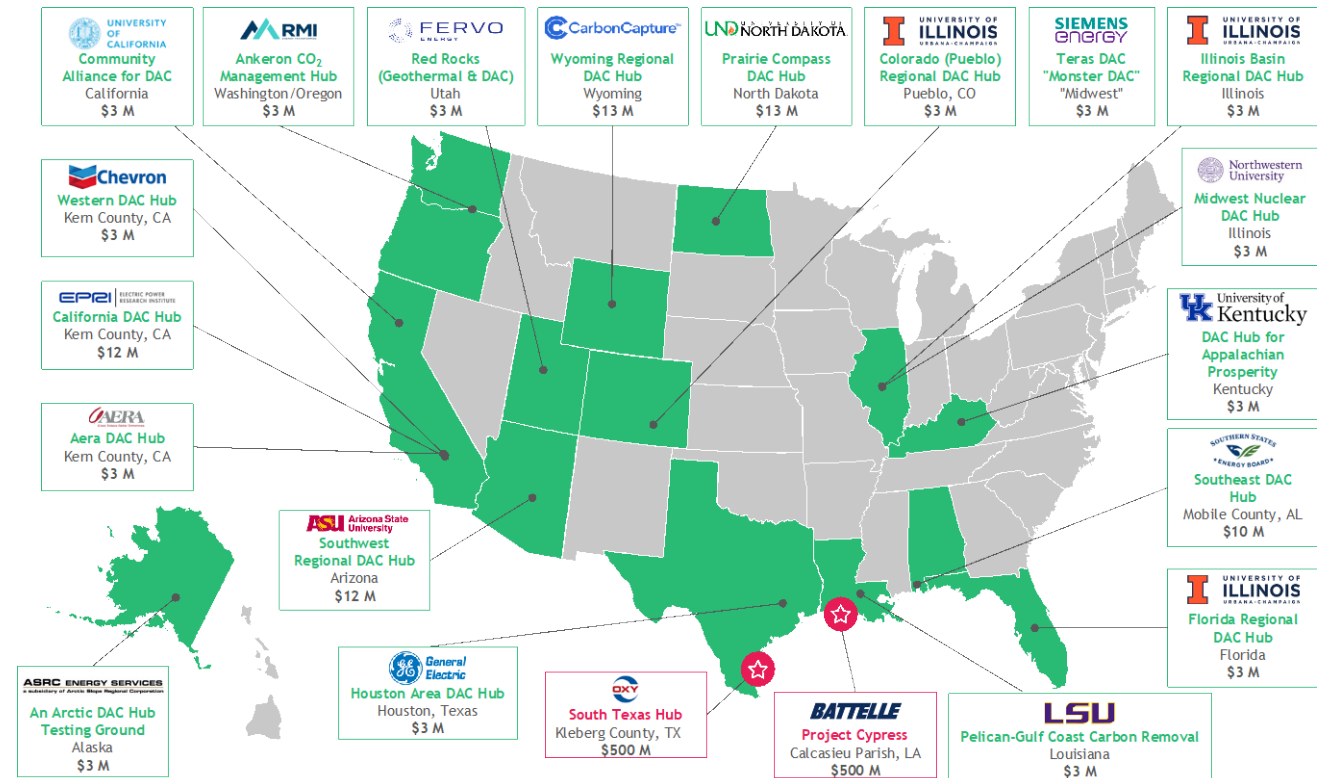 UNIVERSITY
OF
CALIFORNIA
Community
Alliance for DAC
California
$3 M
RMI
Ankeron CO₂
Management Hub
Washington/Oregon
$3 M
FERVO
ENERGY
Red Rocks
(Geothermal & DAC)
Utah
$3 M
CarbonCapture™
Wyoming Regional
DAC Hub
Wyoming
$13 M
UNIVERSITY OF
UND NORTH DAKOTA
Prairie Compass
DAC Hub
North Dakota
$13 M
UNIVERSITY OF
ILLINOIS
URBANA-CHAMPAIGN
Colorado (Pueblo)
Regional DAC Hub
Pueblo, CO
$3 M
SIEMENS
energy
Teras DAC
"Monster DAC"
"Midwest"
$3 M
UNIVERSITY OF
ILLINOIS
URBANA-CHAMPAIGN
Illinois Basin
Regional DAC Hub
Illinois
$3 M
Chevron
Western DAC Hub
Kern County, CA
$3 M
Northwestern
University
Midwest Nuclear
DAC Hub
Illinois
$3 M
EPRI ELECTRIC POWER
RESEARCH INSTITUTE
California DAC Hub
Kern County, CA
$12 M
UK University of
Kentucky
DAC Hub for
Appalachian
Prosperity
Kentucky
$3 M
AERA
Aera DAC Hub
Kern County, CA
$3 M
SOUTHERN STATES
ENERGY BOARD
Southeast DAC
Hub
Mobile County, AL
$10 M
ASU Arizona State
University
Southwest
Regional DAC Hub
Arizona
$12 M
UNIVERSITY OF
ILLINOIS
URBANA-CHAMPAIGN
Florida Regional
DAC Hub
Florida
$3 M
ASRC ENERGY SERVICES
a subsidiary of Arctic Slope Regional Corporation
An Arctic DAC Hub
Testing Ground
Alaska
$3 M
GE General
Electric
Houston Area DAC Hub
Houston, Texas
$3 M
OXY
South Texas Hub
Kleberg County, TX
$500 M
BATTELLE
Project Cypress
Calcasieu Parish, LA
$500 M
LSU
Pelican-Gulf Coast Carbon Removal
Louisiana
$3 M